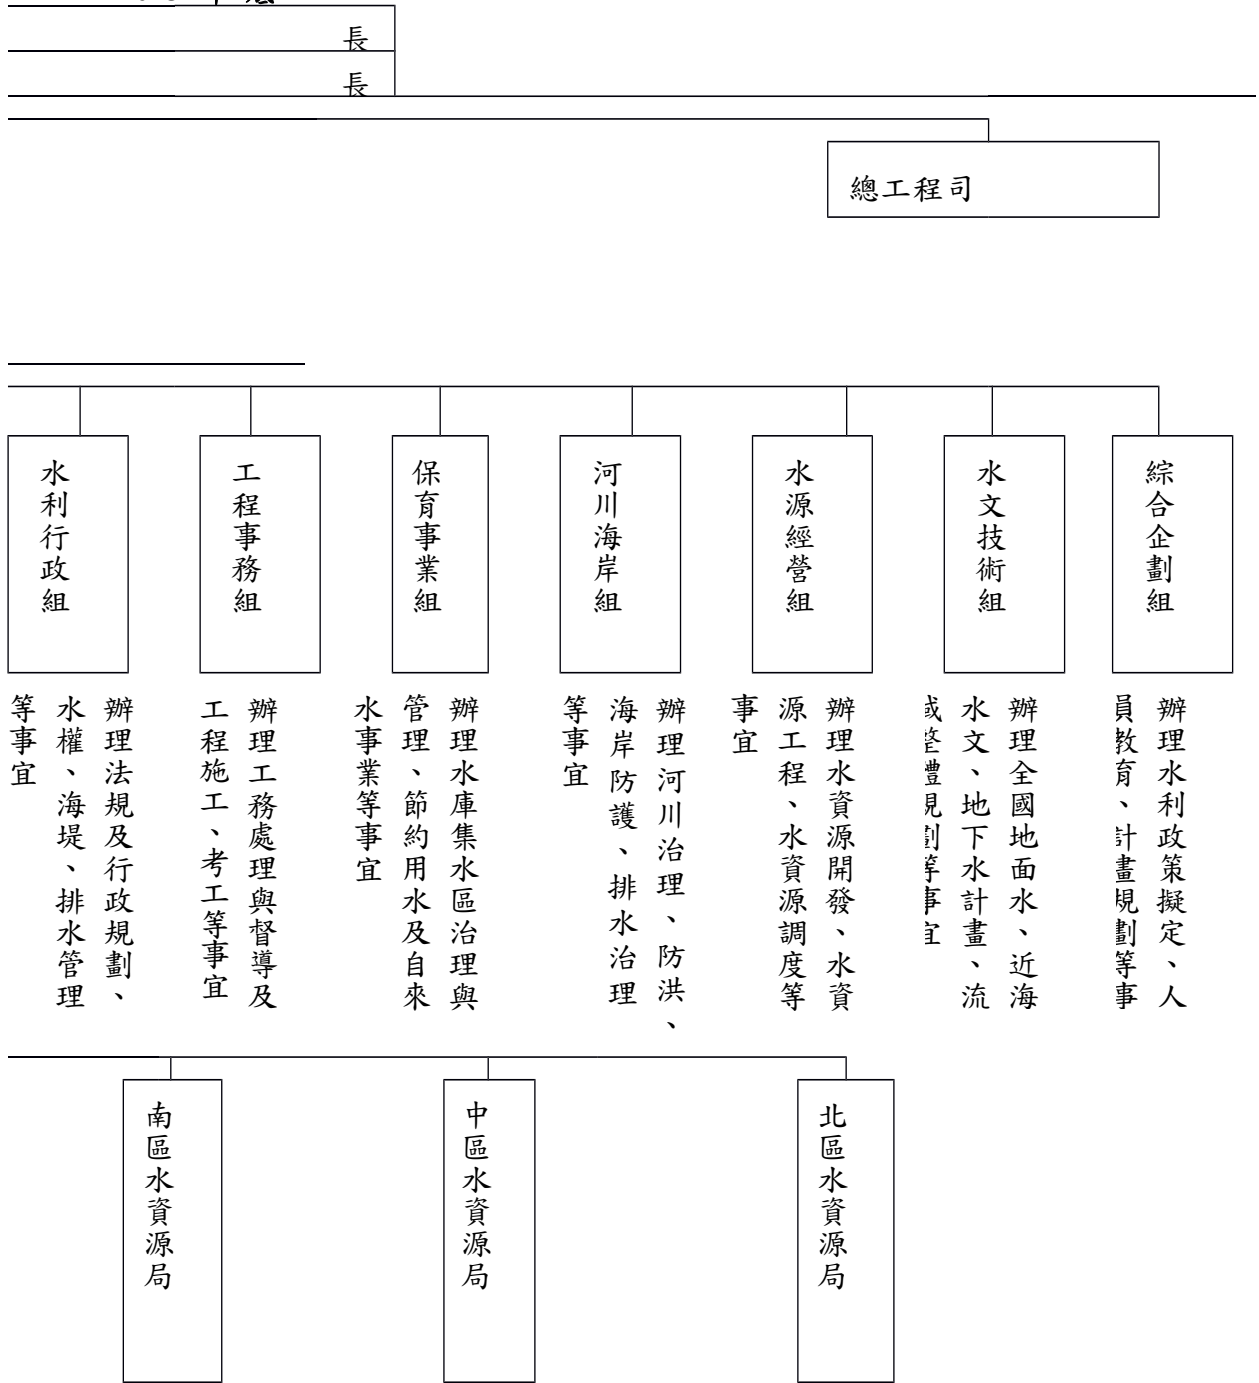 長
長
總工程司
綜合企劃組
水文技術組
水源經營組
河川海岸組
保育事業組
工程事務組
水利行政組
辦理水利政策擬定、人
員教育、計畫規劃等事
辦理全國地面水、近海
水文、地下水計畫、流
域整體規劃等事宜
辦理水資源開發、水資
源工程、水資源調度等
事宜
辦理河川治理、防洪、
海岸防護、排水治理
等事宜
辦理水庫集水區治理與
管理、節約用水及自來
水事業等事宜
辦理工務處理與督導及
工程施工、考工等事宜
辦理法規及行政規劃、
水權、海堤、排水管理
等事宜
北區水資源局
中區水資源局
南區水資源局